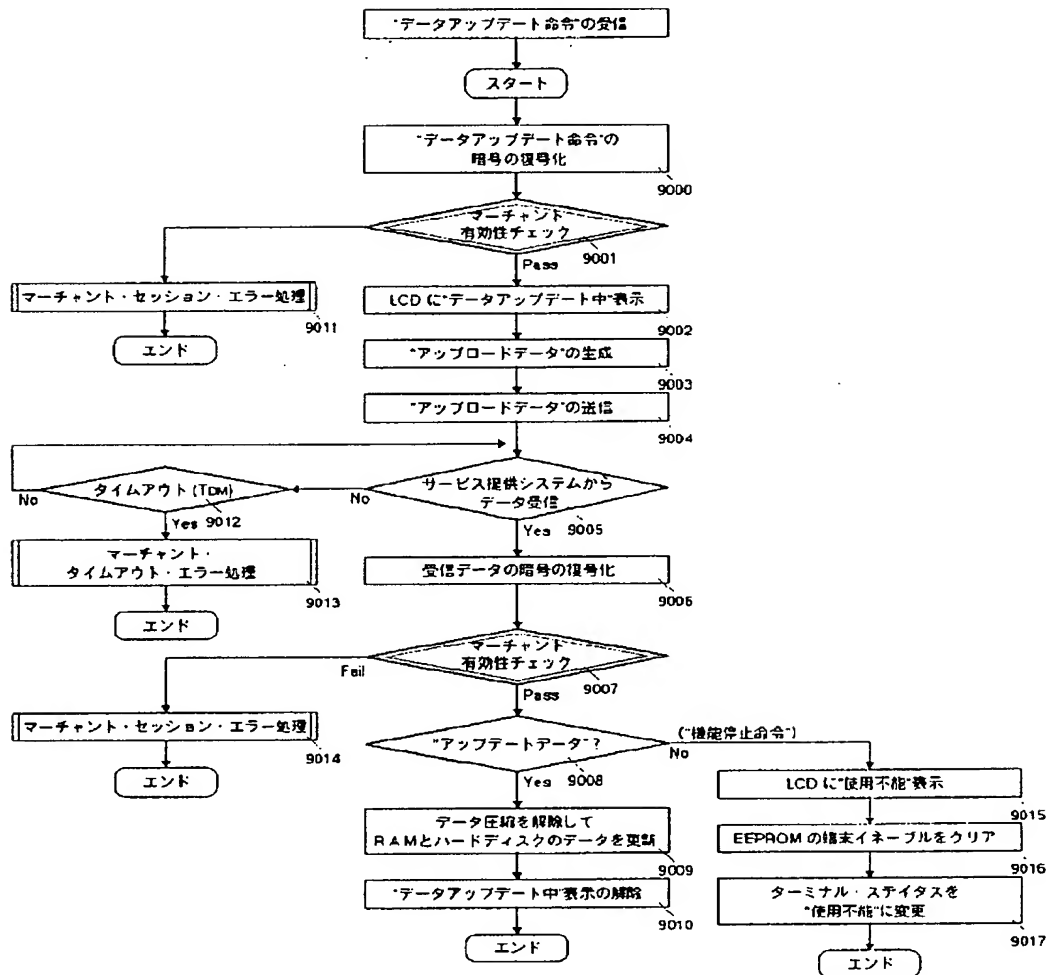 "データアップデート命令"の受信
スタート
"データアップデート命令"の
暗号の復号化
9000
マーチャント
有効性チェック
9001
Pass
マーチャント・セッション・エラー処理
9011
エンド
LCDに"データアップデート中"表示
9002
"アップロードデータ"の生成
9003
"アップロードデータ"の送信
9004
サービス提供システムから
データ受信
9005
No
Yes
タイムアウト(TDM)
9012
No
Yes
マーチャント・
タイムアウト・エラー処理
9013
エンド
受信データの暗号の復号化
9006
マーチャント
有効性チェック
9007
Fail
Pass
マーチャント・セッション・エラー処理
9014
エンド
"アップデートデータ"?
9008
("機能停止命令")
No
Yes
LCDに"使用不能"表示
9015
データ圧縮を解除して
RAMとハードディスクのデータを更新
9009
EEPROMの端末イネーブルをクリア
9016
"データアップデート中"表示の解除
9010
ターミナル・ステイタスを
"使用不能"に変更
9017
エンド
エンド